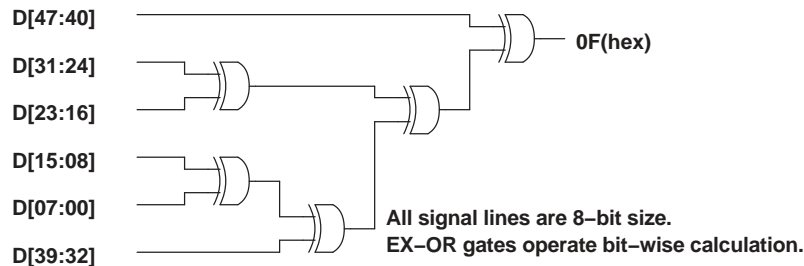 D[47:40]
0F(hex)
D[31:24]
D[23:16]
D[15:08]
D[07:00]
D[39:32]
All signal lines are 8−bit size.
EX−OR gates operate bit−wise calculation.